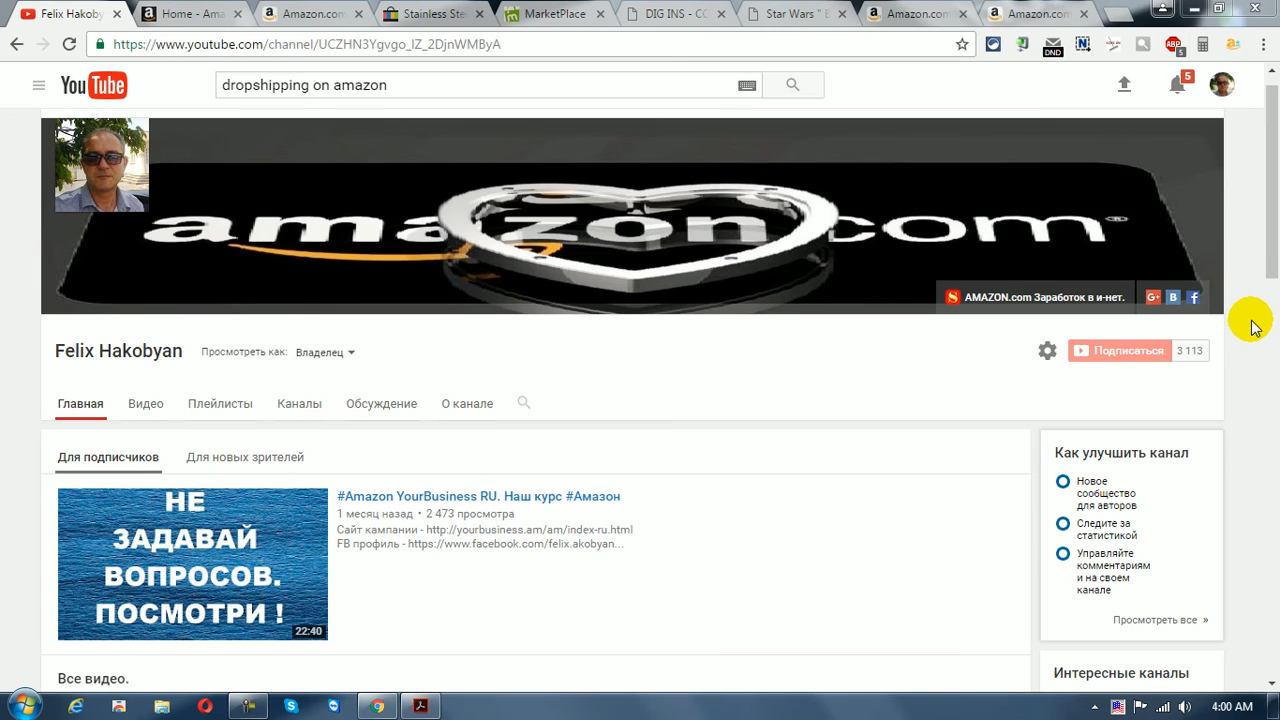 Felix Hakoby
Home - Ama
Amazon.com
Stainless
MarketPlace
DIG INS - CO
Star Wars " E
Amazon.com
Amazon.com
https://www.youtube.com/channel/
DND
ABP
5
YouTube
dropshipping on amazon
5
amazon.com
AMAZON.com Заработок в и-нет.
Felix Hakobyan
Просмотреть как:
Владелец
Подписаться
3 113
Главная
Видео
Плейлисты
Каналы
Обсуждение
О канале
Для подписчиков
Для новых зрителей
НЕ
ЗАДАВАЙ
ВОПРОСОВ.
ПОСМОТРИ !
22:40
#Amazon YourBusiness RU. Наш курс #Амазон
1 месяц назад • 2 473 просмотра
Сайт кампании - http://yourbusiness.am/am/index-ru.html
FB профиль - https://www.facebook.com/felix.akobyan...
Как улучшить канал
Новое
сообщество
для авторов
Следите за
статистикой
Управляйте
комментариям
и на своем
канале
Просмотреть все »
Все видео.
Интересные каналы
4:00 AM